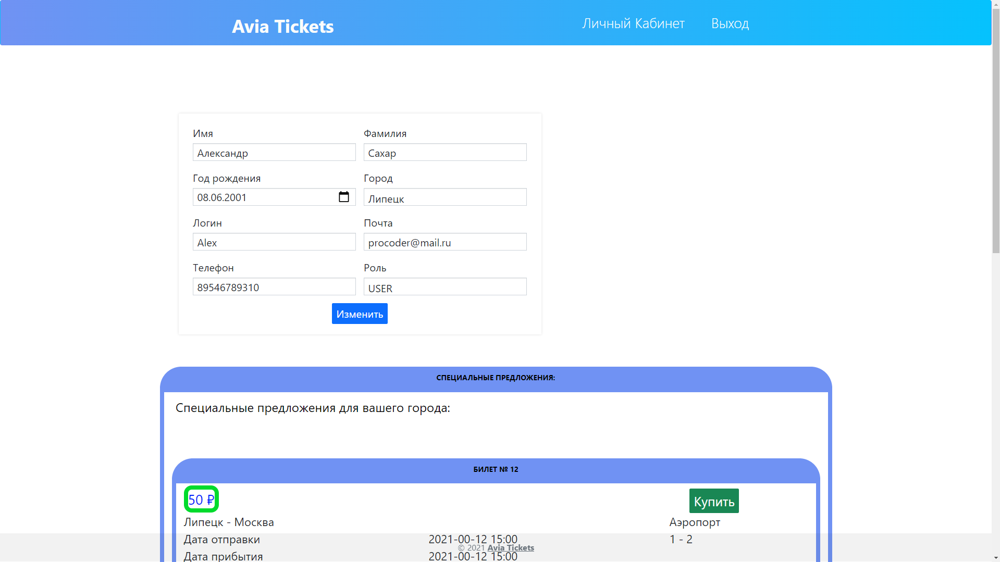 Avia Tickets
Личный Кабинет Выход
Имя Фамилия
Александр Сахар
Год рождения Город
08.06.2001 Липецк
Логин Почта
Alex procoder@mail.ru
Телефон Роль
89546789310 USER
Изменить
СПЕЦИАЛЬНЫЕ ПРЕДЛОЖЕНИЯ:
Специальные предложения для вашего города:
БИЛЕТ № 12
50 ₽ Купить
Липецк - Москва Аэропорт
Дата отправки 2021-00-12 15:00 1 - 2
© 2021 Avia Tickets
Дата прибытия 2021-00-12 15:00